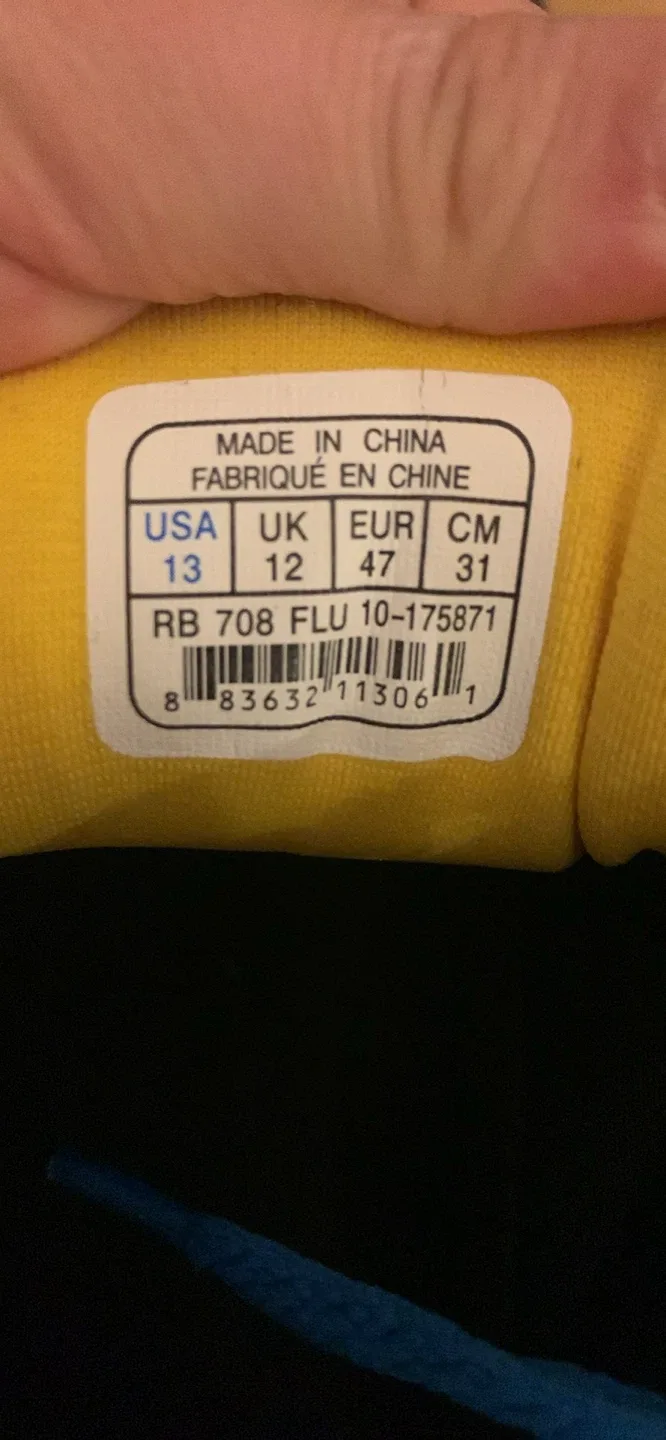 MADE IN CHINA
FABRIQUÉ EN CHINE
USA UK EUR CM
13 12 47 31
RB 708 FLU 10-175871
8 83632 11306 1